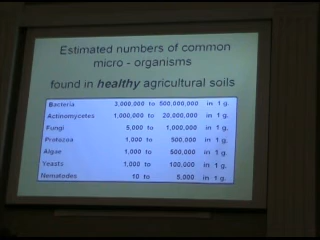 Estimated numbers of common
micro - organisms
found in healthy agricultural soils
Bacteria 3,000,000 to 500,000,000 in 1 g.
Actinomycetes 1,000,000 to 20,000,000 in 1 g.
Fungi 5,000 to 1,000,000 in 1 g.
Protozoa 1,000 to 500,000 in 1 g.
Algae 1,000 to 500,000 in 1 g.
Yeasts 1,000 to 100,000 in 1 g.
Nematodes 10 to 5,000 in 1 g.